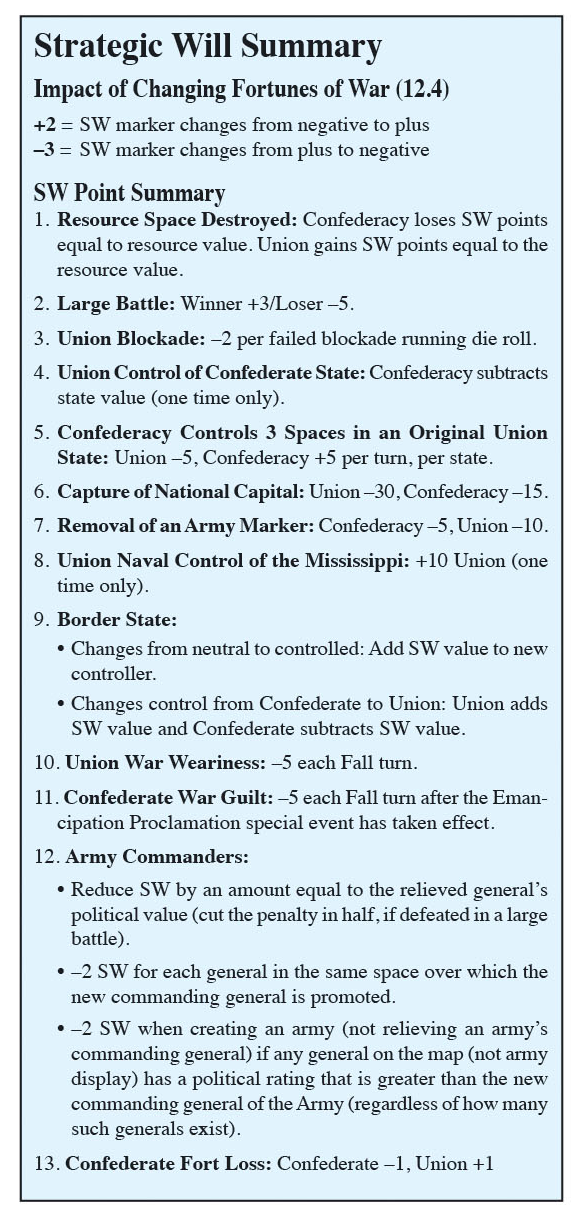 Strategic Will Summary
Impact of Changing Fortunes of War (12.4)
+2 = SW marker changes from negative to plus
–3 = SW marker changes from plus to negative
SW Point Summary
1. Resource Space Destroyed: Confederacy loses SW points
equal to resource value. Union gains SW points equal to the
resource value.
2. Large Battle: Winner +3/Loser –5.
3. Union Blockade: –2 per failed blockade running die roll.
4. Union Control of Confederate State: Confederacy subtracts
state value (one time only).
5. Confederacy Controls 3 Spaces in an Original Union
State: Union –5, Confederacy +5 per turn, per state.
6. Capture of National Capital: Union –30, Confederacy –15.
7. Removal of an Army Marker: Confederacy –5, Union –10.
8. Union Naval Control of the Mississippi: +10 Union (one
time only).
9. Border State:
• Changes from neutral to controlled: Add SW value to new
controller.
• Changes control from Confederate to Union: Union adds
SW value and Confederate subtracts SW value.
10. Union War Weariness: –5 each Fall turn.
11. Confederate War Guilt: –5 each Fall turn after the Eman-
cipation Proclamation special event has taken effect.
12. Army Commanders:
• Reduce SW by an amount equal to the relieved general’s
political value (cut the penalty in half, if defeated in a large
battle).
• –2 SW for each general in the same space over which the
new commanding general is promoted.
• –2 SW when creating an army (not relieving an army’s
commanding general) if any general on the map (not army
display) has a political rating that is greater than the new
commanding general of the Army (regardless of how many
such generals exist).
13. Confederate Fort Loss: Confederate –1, Union +1